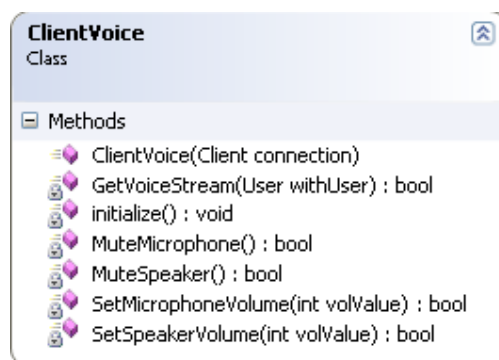 ClientVoice
Class
Methods
ClientVoice(Client connection)
GetVoiceStream(User withUser) : bool
initialize() : void
MuteMicrophone() : bool
MuteSpeaker() : bool
SetMicrophoneVolume(int volValue) : bool
SetSpeakerVolume(int volValue) : bool